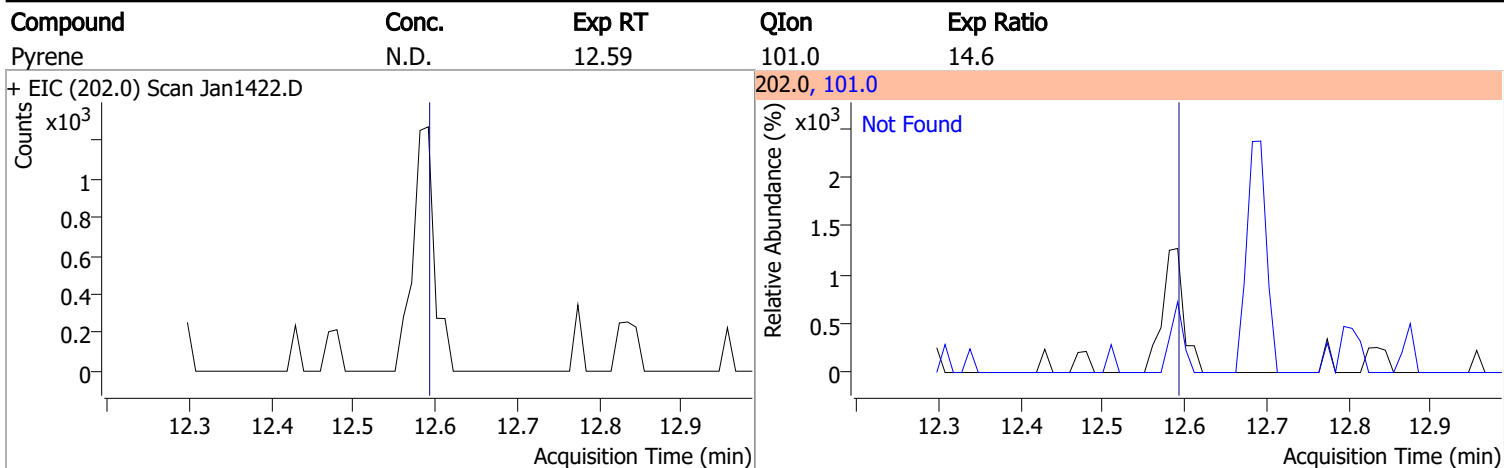 Compound Conc. Exp RT QIon Exp Ratio
Pyrene N.D. 12.59 101.0 14.6
+ EIC (202.0) Scan Jan1422.D
Counts
x10³
1
0.8
0.6
0.4
0.2
0
12.3 12.4 12.5 12.6 12.7 12.8 12.9
Acquisition Time (min)
202.0, 101.0
Relative Abundance (%)
x10³
Not Found
2
1.5
1
0.5
0
12.3 12.4 12.5 12.6 12.7 12.8 12.9
Acquisition Time (min)